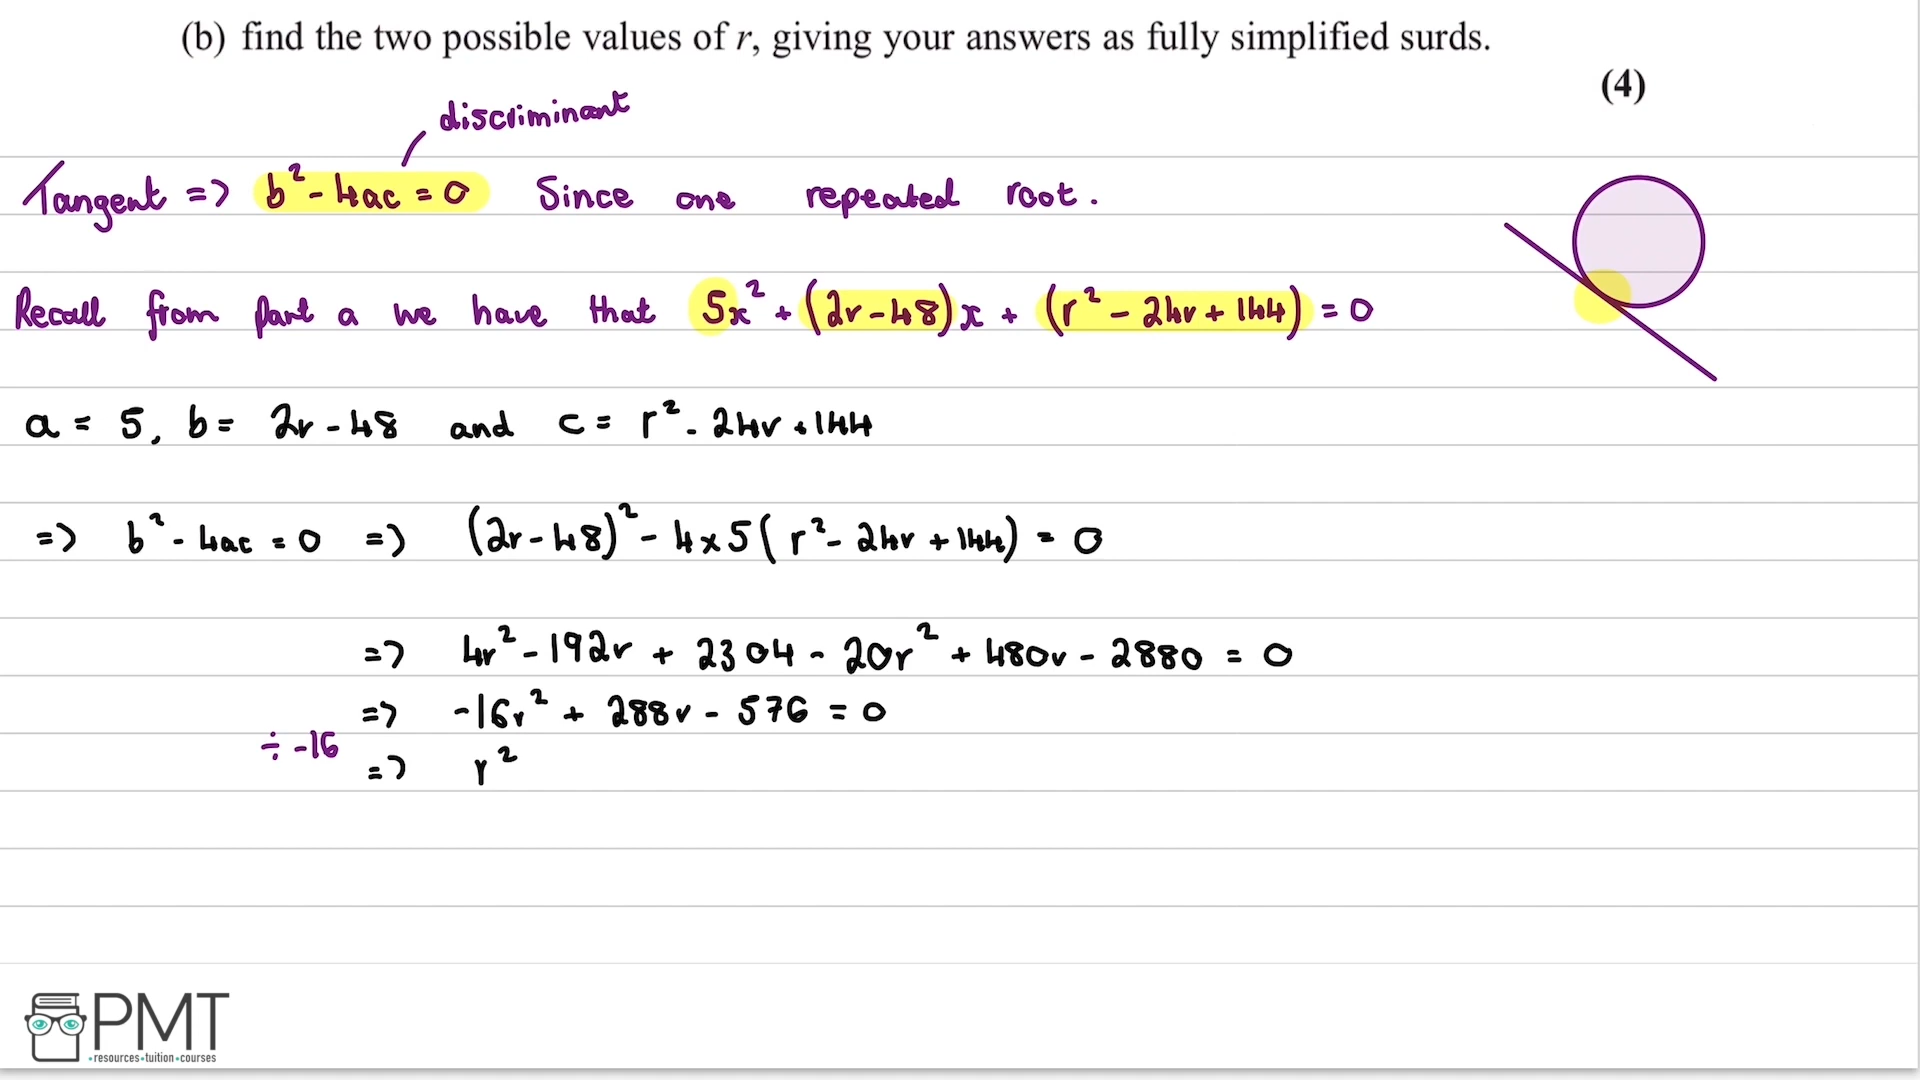 (b) find the two possible values of r, giving your answers as fully simplified surds.
(4)
discriminant
Tangent => b² - 4ac = 0 Since one repeated root.
Recall from part a we have that 5x² + (2r-48)x + (r² - 24r + 144) = 0
a = 5, b = 2r - 48 and c = r² - 24r + 144
=> b² - 4ac = 0 => (2r - 48)² - 4 × 5 ( r² - 24r + 144) = 0
=> 4r² - 192r + 2304 - 20r² + 480r - 2880 = 0
=> -16r² + 288r - 576 = 0
÷ -16
=> r²
PMT
•resources•tuition•courses